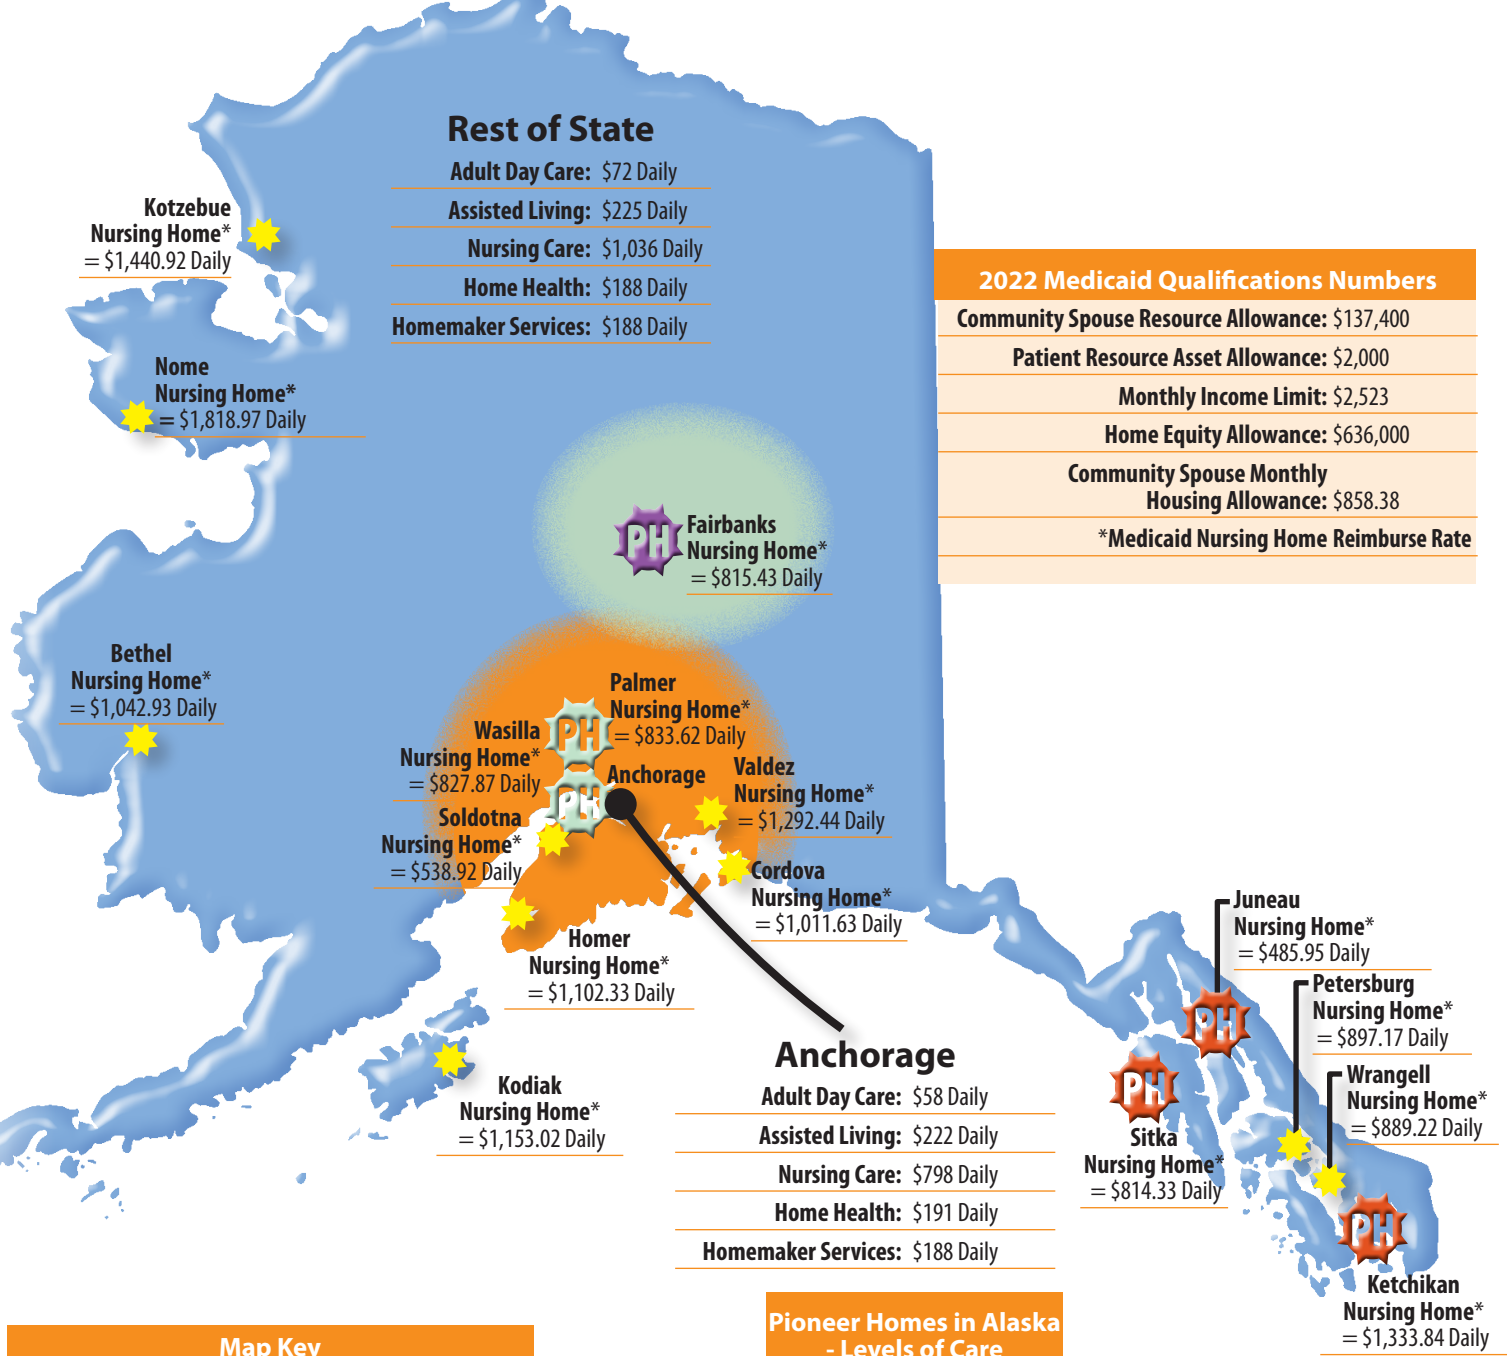 Rest of State
Adult Day Care: $72 Daily
Assisted Living: $225 Daily
Nursing Care: $1,036 Daily
Home Health: $188 Daily
Homemaker Services: $188 Daily
Kotzebue
Nursing Home*
= $1,440.92 Daily
Nome
Nursing Home*
= $1,818.97 Daily
2022 Medicaid Qualifications Numbers
Community Spouse Resource Allowance: $137,400
Patient Resource Asset Allowance: $2,000
Monthly Income Limit: $2,523
Home Equity Allowance: $636,000
Community Spouse Monthly
Housing Allowance: $858.38
*Medicaid Nursing Home Reimburse Rate
PH
Fairbanks
Nursing Home*
= $815.43 Daily
Bethel
Nursing Home*
= $1,042.93 Daily
Palmer
Nursing Home*
= $833.62 Daily
PH
Wasilla
Nursing Home*
= $827.87 Daily
Anchorage
PH
Valdez
Nursing Home*
= $1,292.44 Daily
Soldotna
Nursing Home*
= $538.92 Daily
Cordova
Nursing Home*
= $1,011.63 Daily
Homer
Nursing Home*
= $1,102.33 Daily
Kodiak
Nursing Home*
= $1,153.02 Daily
Juneau
Nursing Home*
= $485.95 Daily
PH
Petersburg
Nursing Home*
= $897.17 Daily
Wrangell
Nursing Home*
= $889.22 Daily
PH
Sitka
Nursing Home*
= $814.33 Daily
PH
Ketchikan
Nursing Home*
= $1,333.84 Daily
Anchorage
Adult Day Care: $58 Daily
Assisted Living: $222 Daily
Nursing Care: $798 Daily
Home Health: $191 Daily
Homemaker Services: $188 Daily
Map Key
Pioneer Homes in Alaska
- Levels of Care